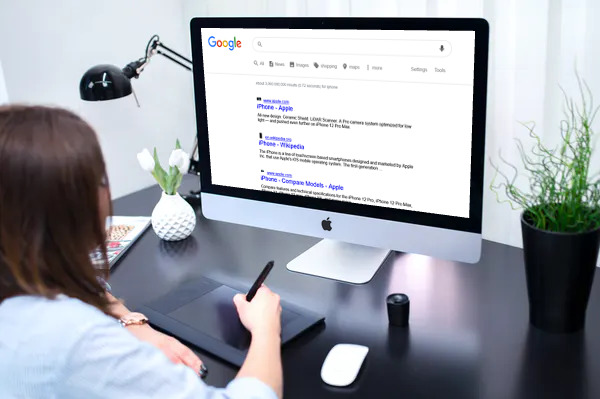 Google
All News images shopping maps more Settings Tools
www.apple.com
iPhone - Apple
All new design. Ceramic Shield. LiDAR Scanner. A Pro camera system optimized for low
light — and pushed even further on iPhone 12 Pro Max.
en.wikipedia.org
iPhone - Wikipedia
The iPhone is a line of touchscreen-based smartphones designed and marketed by Apple
Inc. that use Apple's iOS mobile operating system. The first-generation ...
www.apple.com
iPhone - Compare Models - Apple
Compare features and technical specifications for the iPhone 12 Pro, iPhone 12 Pro